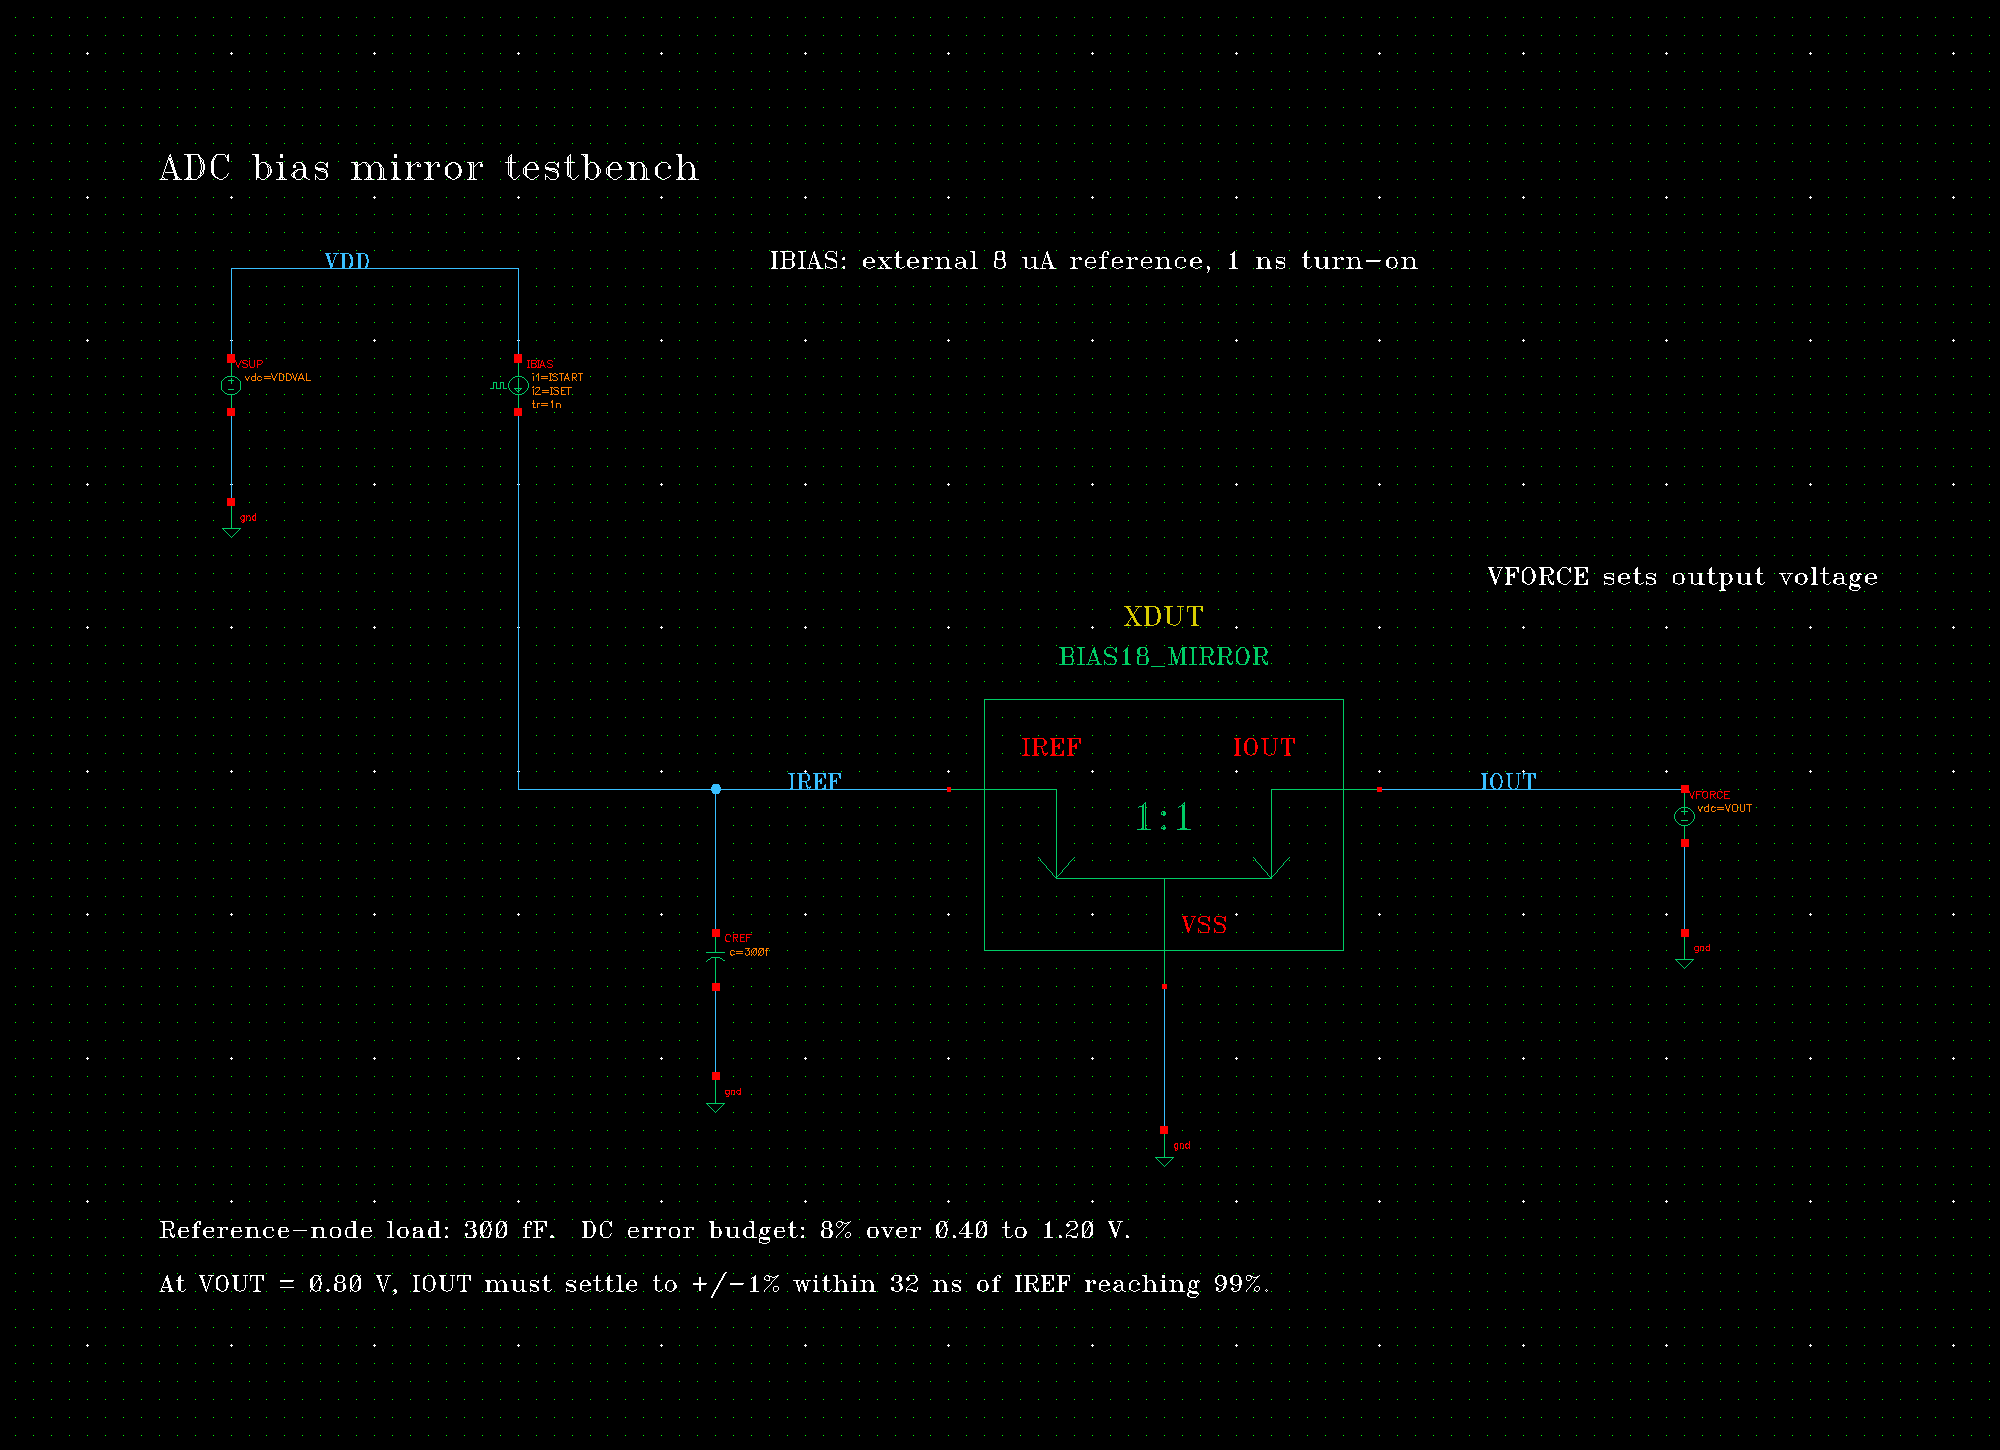 ADC bias mirror testbench
VDD
IBIAS: external 8 uA reference, 1 ns turn-on
VSUP
vdc=VDDVAL
IBIAS
i1=ISTART
i2=ISET
tr=1n
gnd
VFORCE sets output voltage
XDUT
BIAS18_MIRROR
IREF
IOUT
IREF
IOUT
1:1
VFORCE
vdc=VOUT
VSS
CREF
c=300f
gnd
gnd
gnd
Reference-node load: 300 fF. DC error budget: 8% over 0.40 to 1.20 V.
At VOUT = 0.80 V, IOUT must settle to +/-1% within 32 ns of IREF reaching 99%.